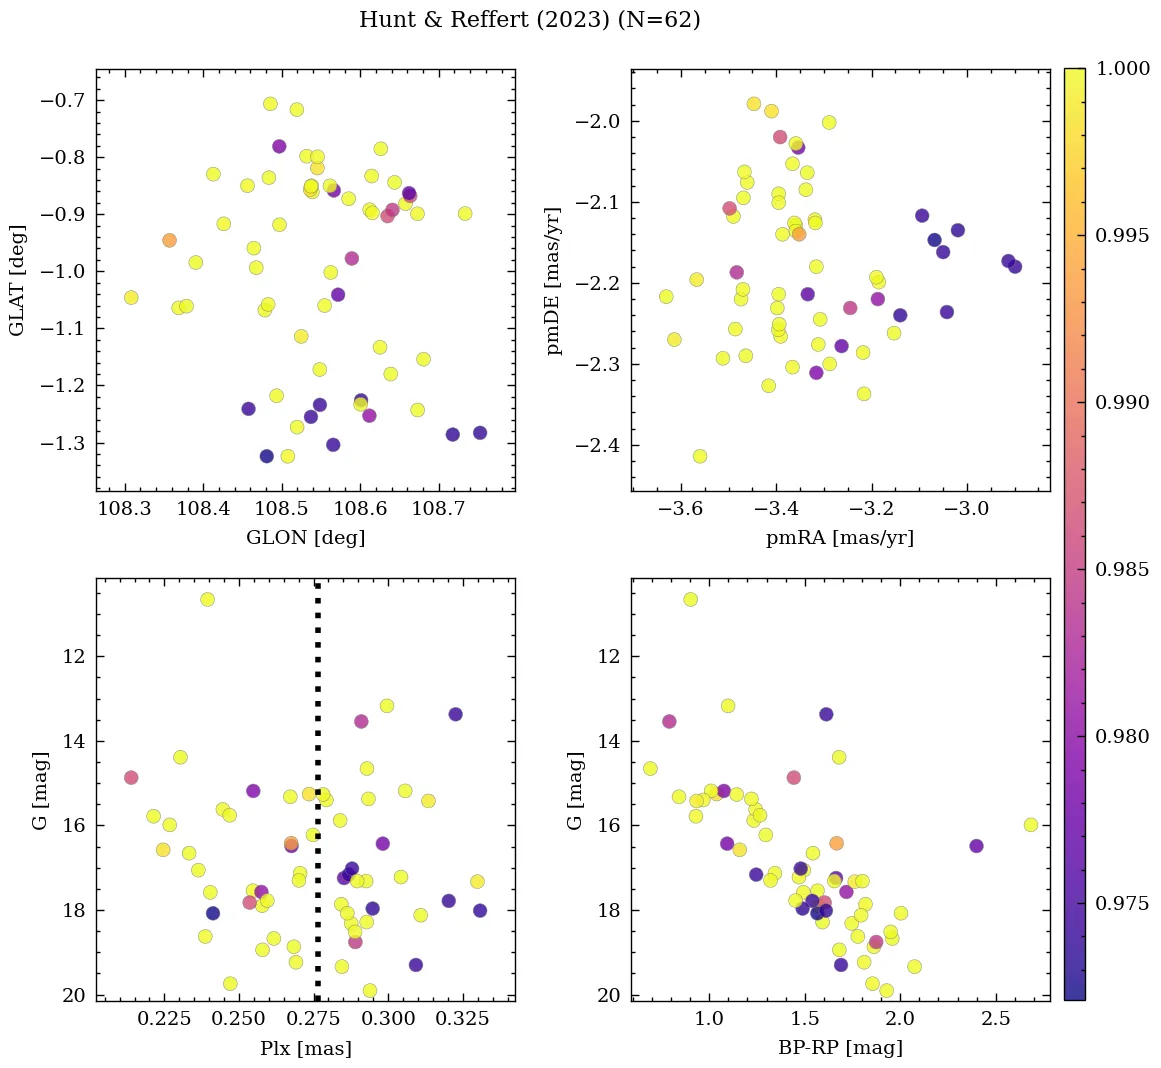 Hunt & Reffert (2023) (N=62)
−0.7
−0.8
−0.9
−1.0
−1.1
−1.2
−1.3
GLAT [deg]
108.3 108.4 108.5 108.6 108.7
GLON [deg]
−2.0
−2.1
−2.2
−2.3
−2.4
pmDE [mas/yr]
−3.6 −3.4 −3.2 −3.0
pmRA [mas/yr]
12
14
16
18
20
G [mag]
0.225 0.250 0.275 0.300 0.325
Plx [mas]
12
14
16
18
20
G [mag]
1.0 1.5 2.0 2.5
BP-RP [mag]
1.000
0.995
0.990
0.985
0.980
0.975